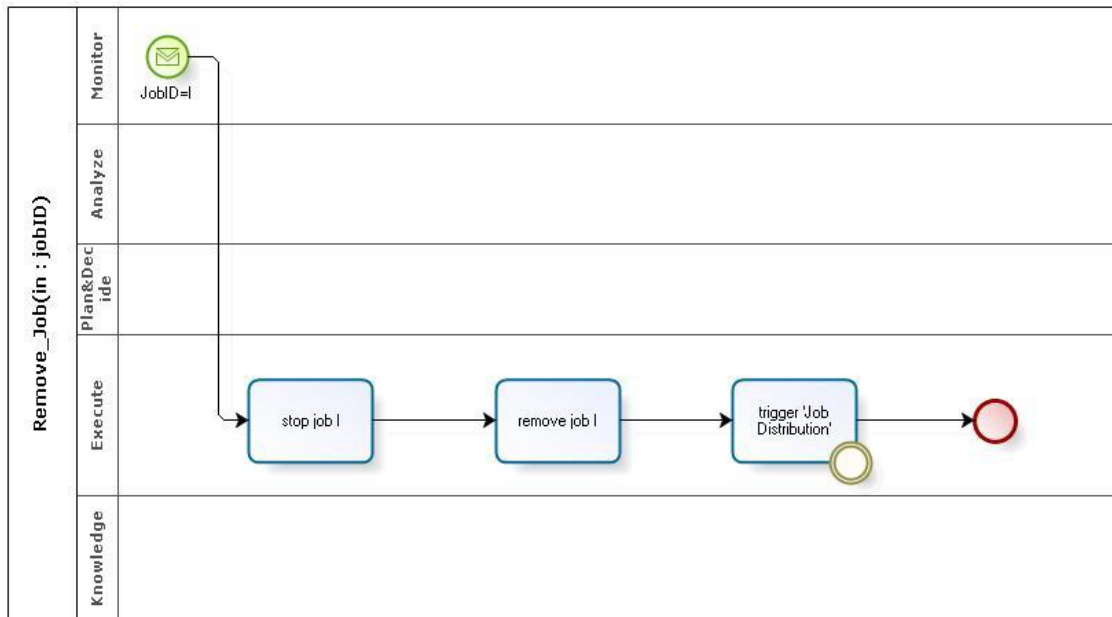 Remove_Job(in : jobID)
Monitor
JobID=I
Analyze
Plan&Dec
ide
Execute
stop job I
remove job I
trigger 'Job
Distribution'
Knowledge